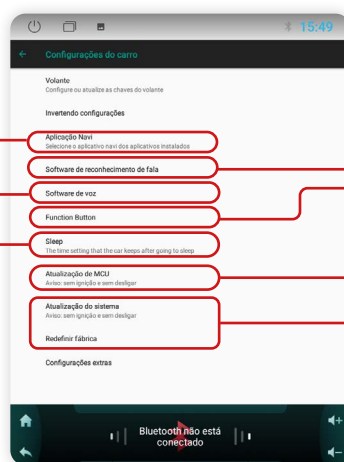 15:49
Configurações do carro
Volante
Configure ou atualize as chaves do volante
Invertendo configurações
Aplicação Navi
Selecione o aplicativo navi dos aplicativos instalados
Software de reconhecimento de fala
Software de voz
Function Button
Sleep
The time setting that the car keeps after going to sleep
Atualização de MCU
Aviso: sem ignição e sem desligar
Atualização do sistema
Aviso: sem ignição e sem desligar
Redefinir fábrica
Configurações extras
Bluetooth não está
conectado